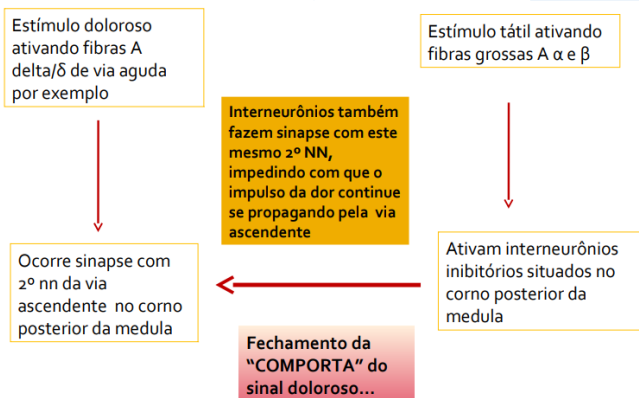 Estímulo doloroso
ativando fibras A
delta/δ de via aguda
por exemplo
Estímulo tátil ativando
fibras grossas A α e β
Interneurônios também
fazem sinapse com este
mesmo 2º NN,
impedindo com que o
impulso da dor continue
se propagando pela via
ascendente
Ocorre sinapse com
2º nn da via
ascendente no corno
posterior da medula
Ativam interneurônios
inibitórios situados no
corno posterior da
medula
Fechamento da
“COMPORTA” do
sinal doloroso...